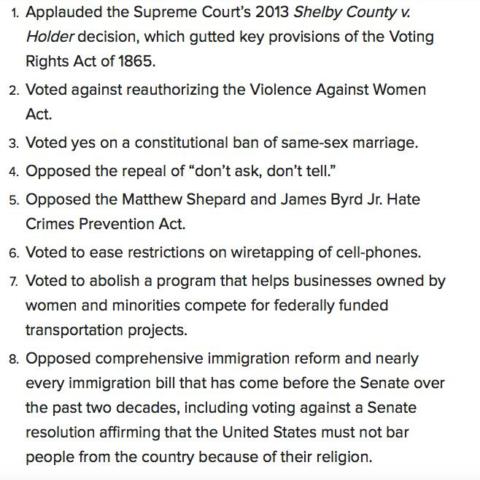 1. Applauded the Supreme Court's 2013 Shelby County v.
Holder decision, which gutted key provisions of the Voting
Rights Act of 1865.
2. Voted against reauthorizing the Violence Against Women
Act.
3. Voted yes on a constitutional ban of same-sex marriage.
4. Opposed the repeal of “don't ask, don't tell.”
5. Opposed the Matthew Shepard and James Byrd Jr. Hate
Crimes Prevention Act.
6. Voted to ease restrictions on wiretapping of cell-phones.
7. Voted to abolish a program that helps businesses owned by
women and minorities compete for federally funded
transportation projects.
8. Opposed comprehensive immigration reform and nearly
every immigration bill that has come before the Senate over
the past two decades, including voting against a Senate
resolution affirming that the United States must not bar
people from the country because of their religion.